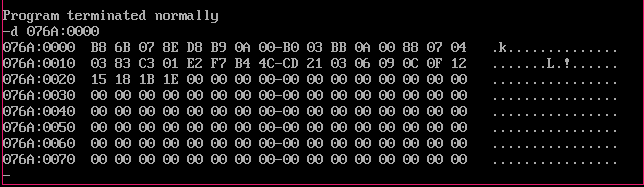 Program terminated normally
-d 076A:0000
076A:0000  B8 6B 07 8E D8 B9 0A 00-B0 03 BB 0A 00 88 07 04   .k..............
076A:0010  03 83 C3 01 E2 F7 B4 4C-CD 21 03 06 09 0C 0F 12   .......L.!......
076A:0020  15 18 1B 1E 00 00 00 00-00 00 00 00 00 00 00 00   ................
076A:0030  00 00 00 00 00 00 00 00-00 00 00 00 00 00 00 00   ................
076A:0040  00 00 00 00 00 00 00 00-00 00 00 00 00 00 00 00   ................
076A:0050  00 00 00 00 00 00 00 00-00 00 00 00 00 00 00 00   ................
076A:0060  00 00 00 00 00 00 00 00-00 00 00 00 00 00 00 00   ................
076A:0070  00 00 00 00 00 00 00 00-00 00 00 00 00 00 00 00   ................
-